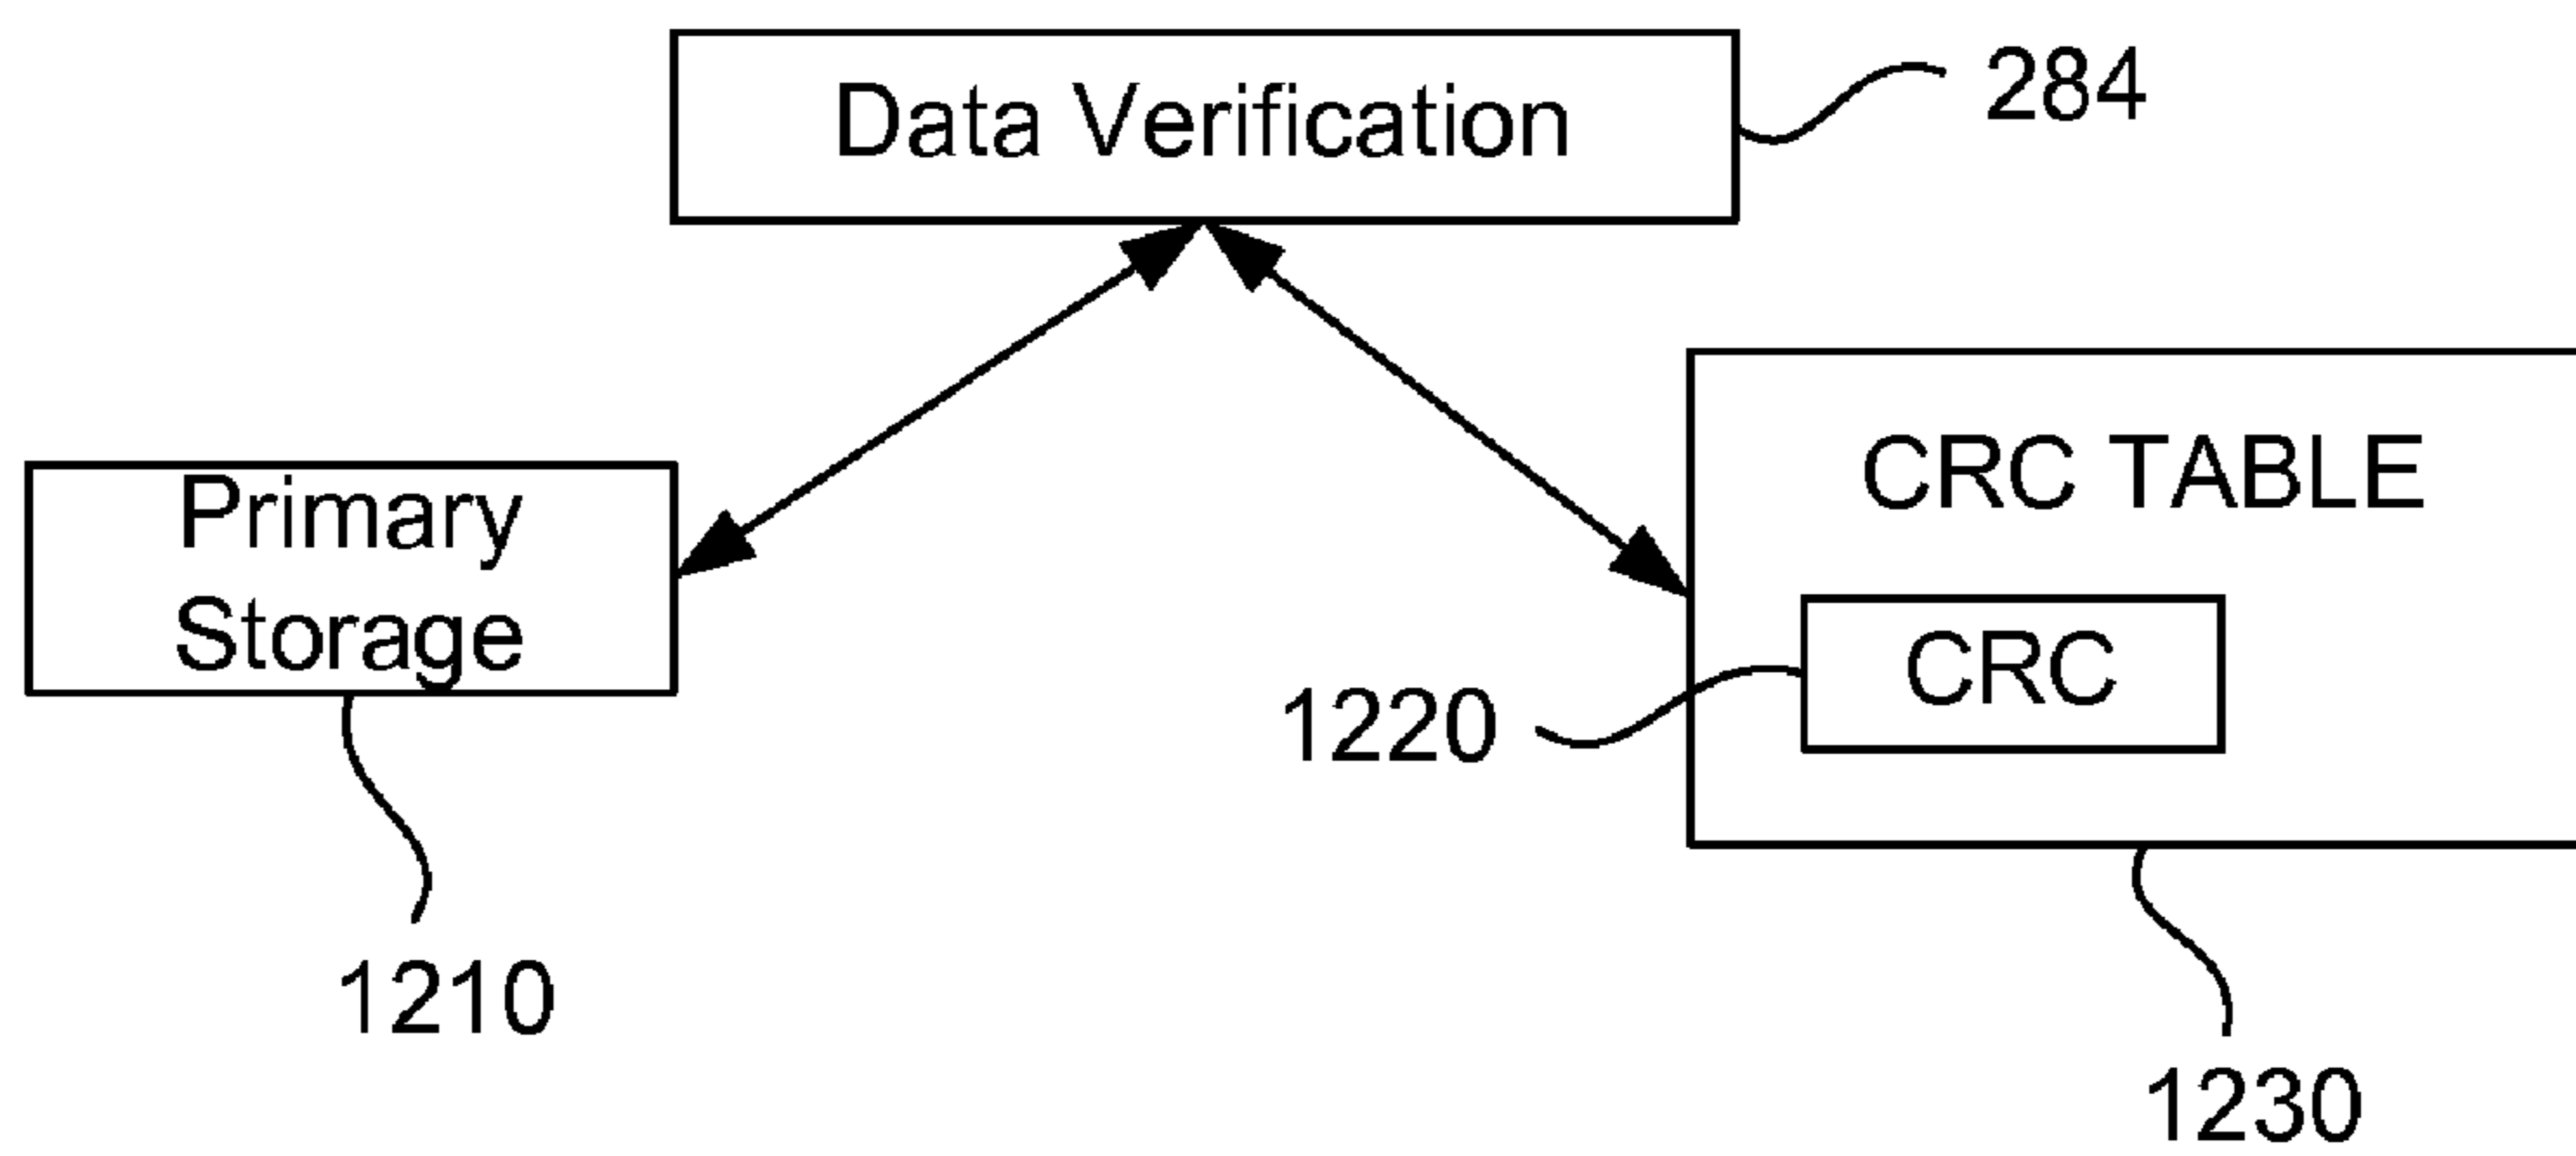 Data Verification
284
Primary
Storage
CRC TABLE
CRC
1220
1210
1230